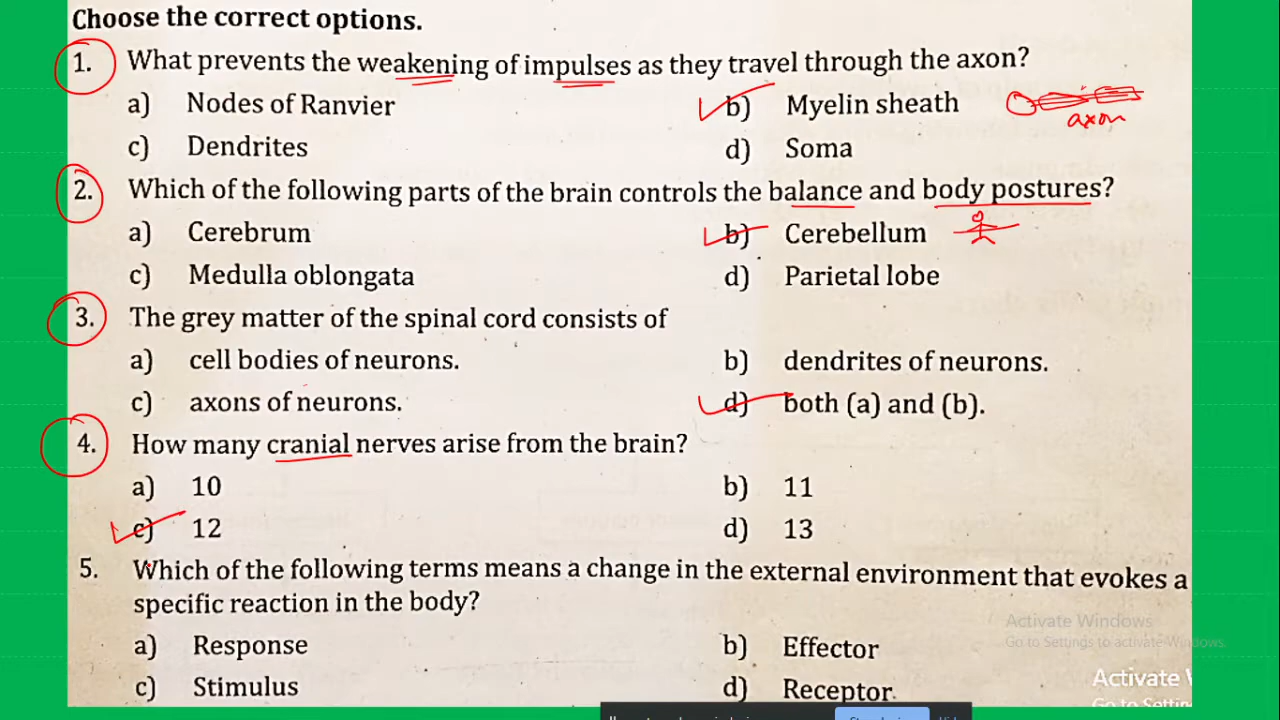 Choose the correct options.
1. What prevents the weakening of impulses as they travel through the axon?
a) Nodes of Ranvier b) Myelin sheath
axon
c) Dendrites d) Soma
2. Which of the following parts of the brain controls the balance and body postures?
a) Cerebrum b) Cerebellum
c) Medulla oblongata d) Parietal lobe
3. The grey matter of the spinal cord consists of
a) cell bodies of neurons. b) dendrites of neurons.
c) axons of neurons. d) both (a) and (b).
4. How many cranial nerves arise from the brain?
a) 10 b) 11
c) 12 d) 13
5. Which of the following terms means a change in the external environment that evokes a
specific reaction in the body?
Activate Windows
Go to Settings to activate Windows.
a) Response b) Effector
c) Stimulus d) Receptor
Activate
Go to